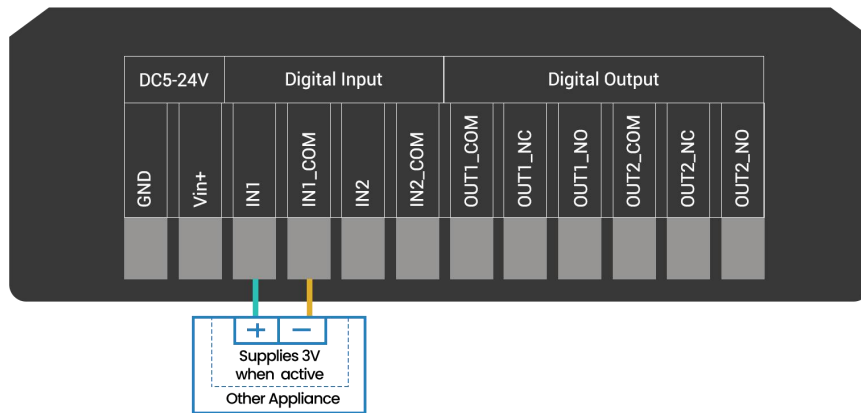 DC5-24V
Digital Input
Digital Output
GND
Vin+
IN1
IN1_COM
IN2
IN2_COM
OUT1_COM
OUT1_NC
OUT1_NO
OUT2_COM
OUT2_NC
OUT2_NO
+ −
Supplies 3V
when active
Other Appliance